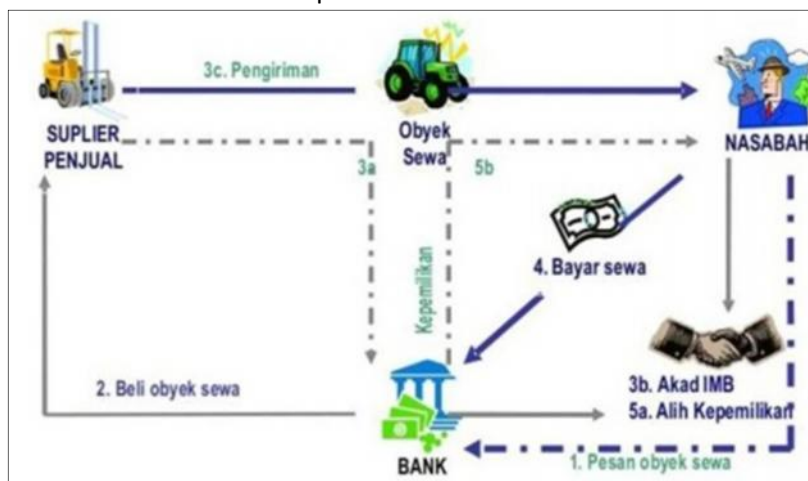 3c. Pengiriman
SUPLIER
PENJUAL
Obyek
Sewa
NASABAH
3a
5b
Kepemilikan
4. Bayar sewa
2. Beli obyek sewa
3b. Akad IMB
5a. Alih Kepemilikan
BANK
1. Pesan obyek sewa